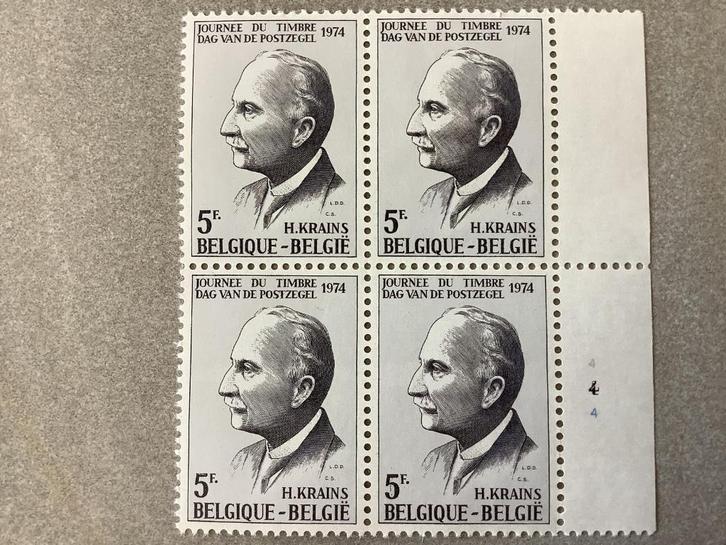 JOURNEE DU TIMBRE 1974
DAG VAN DE POSTZEGEL
L.D.D.
C.S.
5F.
H.KRAINS
BELGIQUE-BELGIË
JOURNEE DU TIMBRE 1974
DAG VAN DE POSTZEGEL
L.D.D.
C.S.
5F.
H.KRAINS
BELGIQUE-BELGIË
JOURNEE DU TIMBRE 1974
DAG VAN DE POSTZEGEL
L.D.D.
C.S.
5F.
H.KRAINS
BELGIQUE-BELGIË
JOURNEE DU TIMBRE 1974
DAG VAN DE POSTZEGEL
L.D.D.
C.S.
5F.
H.KRAINS
BELGIQUE-BELGIË
4
4
4